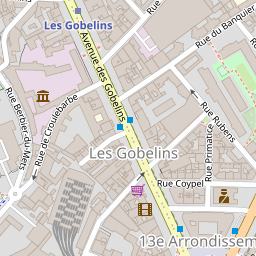 Les Gobelins
Avenue des Gobelins
Rue du Banquier
Rue Berbier-du-Mets
Rue de Croulebarbe
Rue Rubens
Rue Primatice
Les Gobelins
Rue Coypel
13e Arrondissem